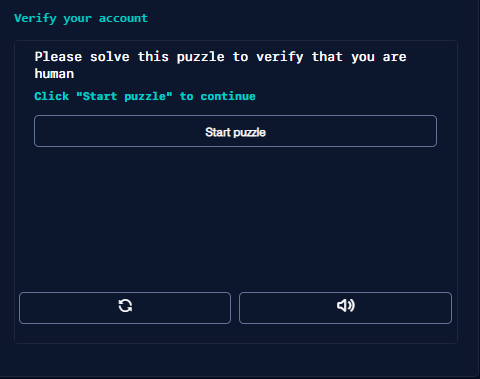 Verify your account
Please solve this puzzle to verify that you are
human
Click "Start puzzle" to continue
Start puzzle